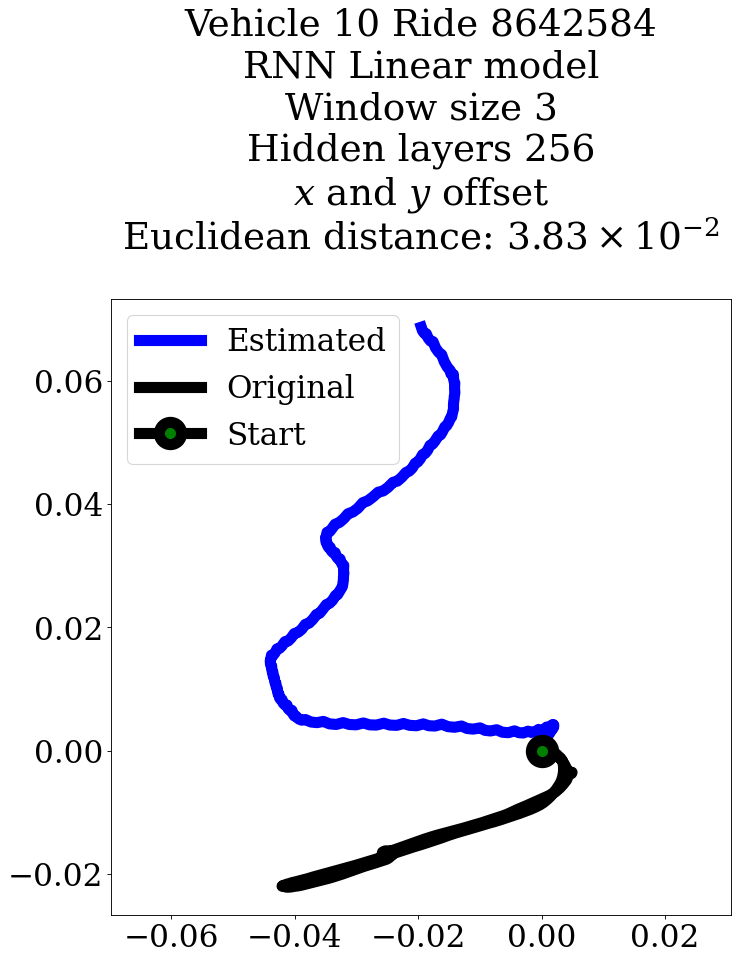 Vehicle 10 Ride 8642584
RNN Linear model
Window size 3
Hidden layers 256
x and y offset
Euclidean distance: 3.83 × 10⁻²
Estimated
Original
Start
0.06
0.04
0.02
0.00
−0.02
−0.06 −0.04 −0.02 0.00 0.02